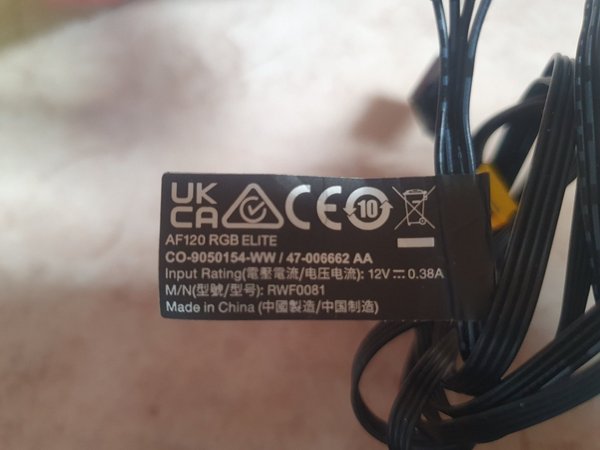 UK
CA
CE
10
AF120 RGB ELITE
CO-9050154-WW / 47-006662 AA
Input Rating(電壓電流/电压电流): 12V⎓0.38A
M/N(型號/型号): RWF0081
Made in China (中國製造/中国制造)